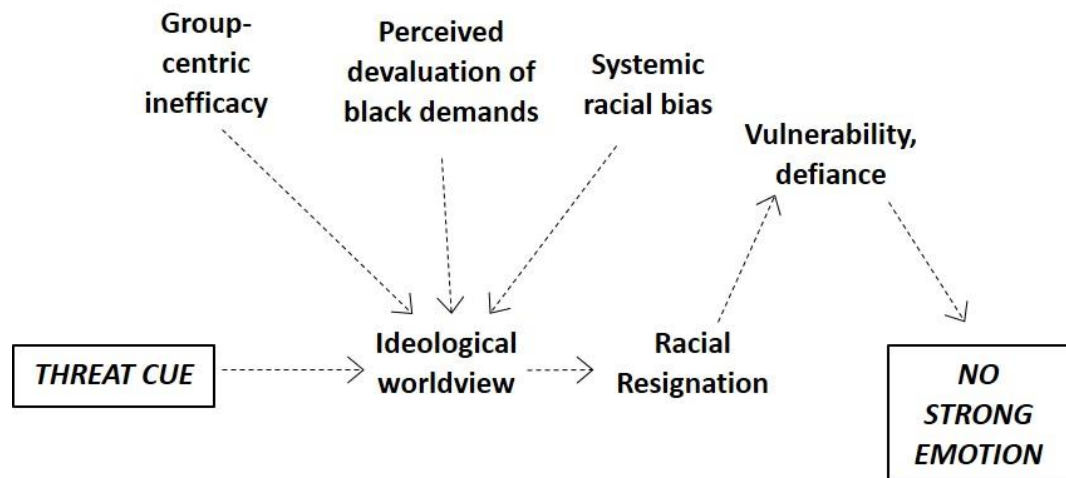 Group-
centric
inefficacy
Perceived
devaluation of
black demands
Systemic
racial bias
Vulnerability,
defiance
THREAT CUE
Ideological
worldview
Racial
Resignation
NO
STRONG
EMOTION